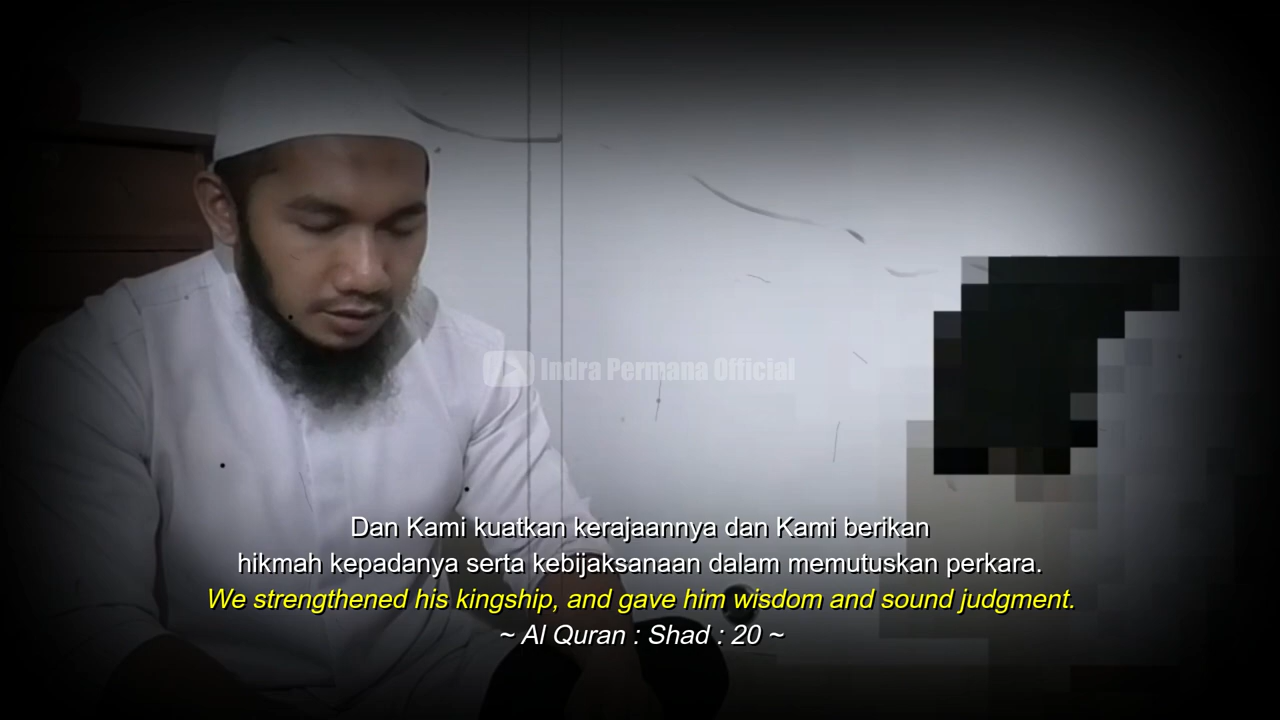 Indra Permana Official
Dan Kami kuatkan kerajaannya dan Kami berikan
hikmah kepadanya serta kebijaksanaan dalam memutuskan perkara.
We strengthened his kingship, and gave him wisdom and sound judgment.
~ Al Quran : Shad : 20 ~